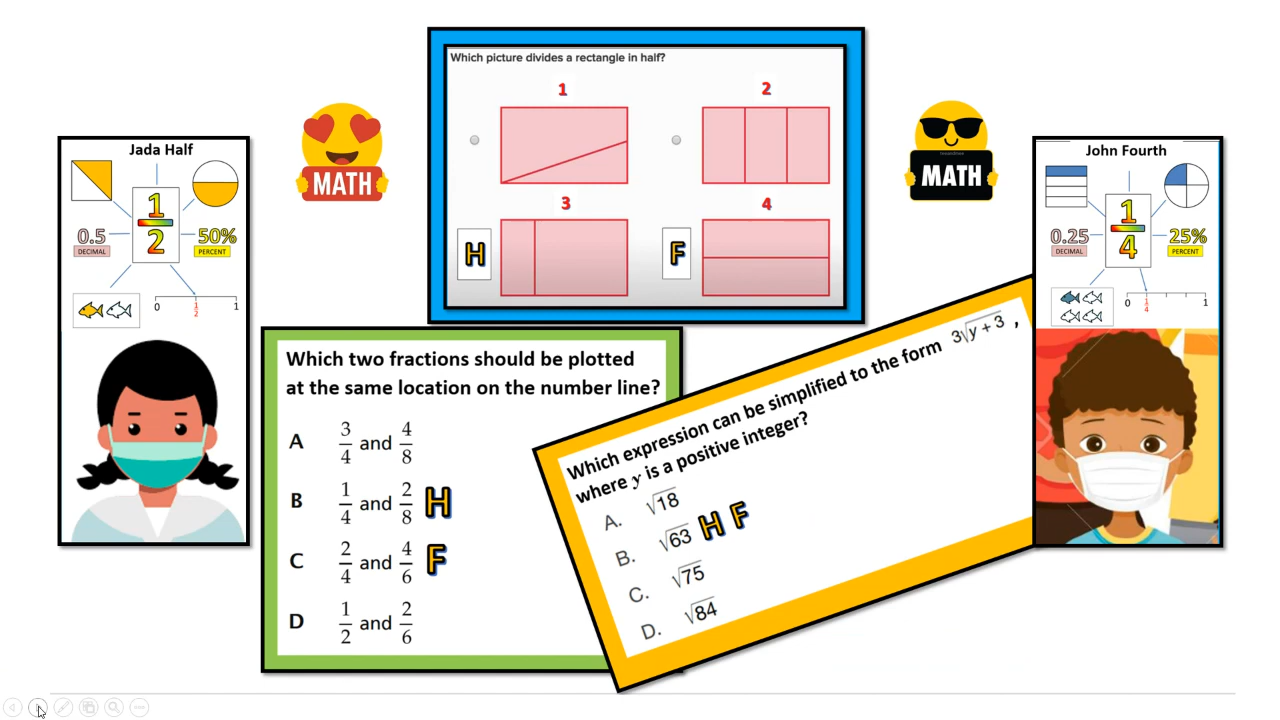 Which picture divides a rectangle in half?
1
2
3
4
H
F
MATH
MATH
Jada Half
1
2
0.5
DECIMAL
50%
PERCENT
0
1
2
1
John Fourth
1
4
0.25
DECIMAL
25%
PERCENT
0
1
4
1
Which two fractions should be plotted
at the same location on the number line?
A 3/4 and 4/8
B 1/4 and 2/8 H
C 2/4 and 4/6 F
D 1/2 and 2/6
Which expression can be simplified to the form 3√y + 3 ,
where y is a positive integer?
A. √18
B. √63 H F
C. √75
D. √84